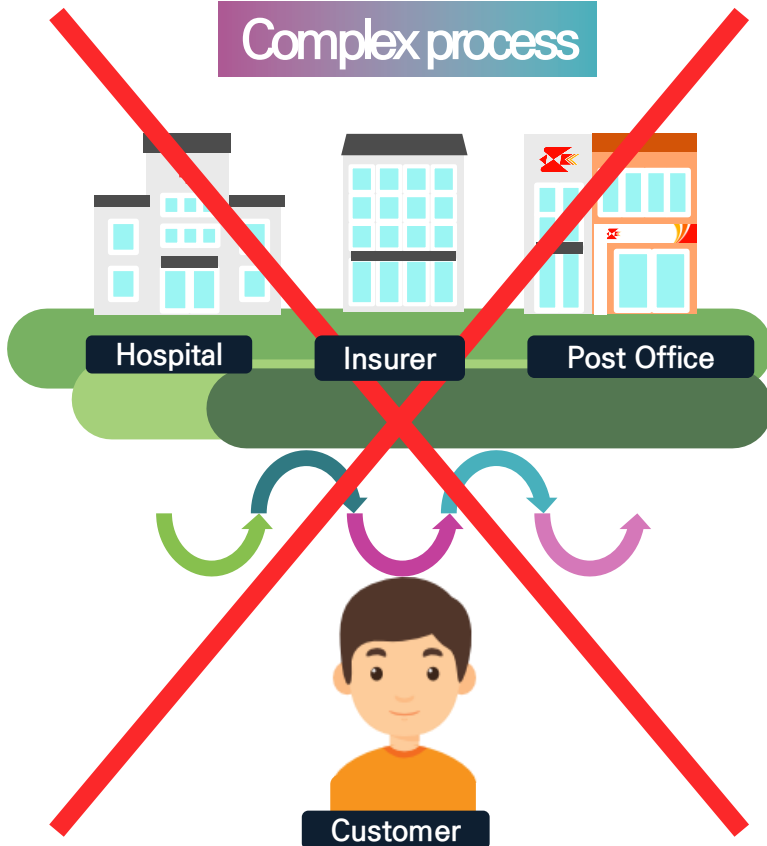 Complex process
Hospital
Insurer
Post Office
Customer